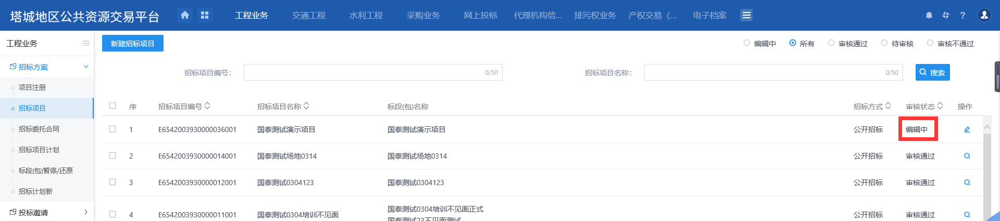 塔城地区公共资源交易平台 工程业务 交通工程 水利工程 采购业务 网上投标 代理机构信... 排污权业务 产权交易（... 电子档案 ?
工程业务
新建招标项目 编辑中 所有 审核通过 待审核 审核不通过
招标方案
招标项目编号： 0/50 招标项目名称： 0/50 搜索
项目注册
招标项目
招标委托合同
招标项目计划
标段(包)暂停/还原
招标计划新
投标邀请
序 招标项目编号 招标项目名称 标段(包)名称 招标方式 审核状态 操作
1 E6542003930000036001 国泰测试演示项目 国泰测试演示项目 公开招标 编辑中
2 E6542003930000014001 国泰测试场地0314 国泰测试场地0314 公开招标 审核通过
3 E6542003930000012001 国泰测试0304123 国泰测试0304123 公开招标 审核通过
4 E6542003930000011001 国泰测试0304培训不见面 国泰测试0304培训不见面正式 公开招标 审核通过
国泰测试23不见面测试